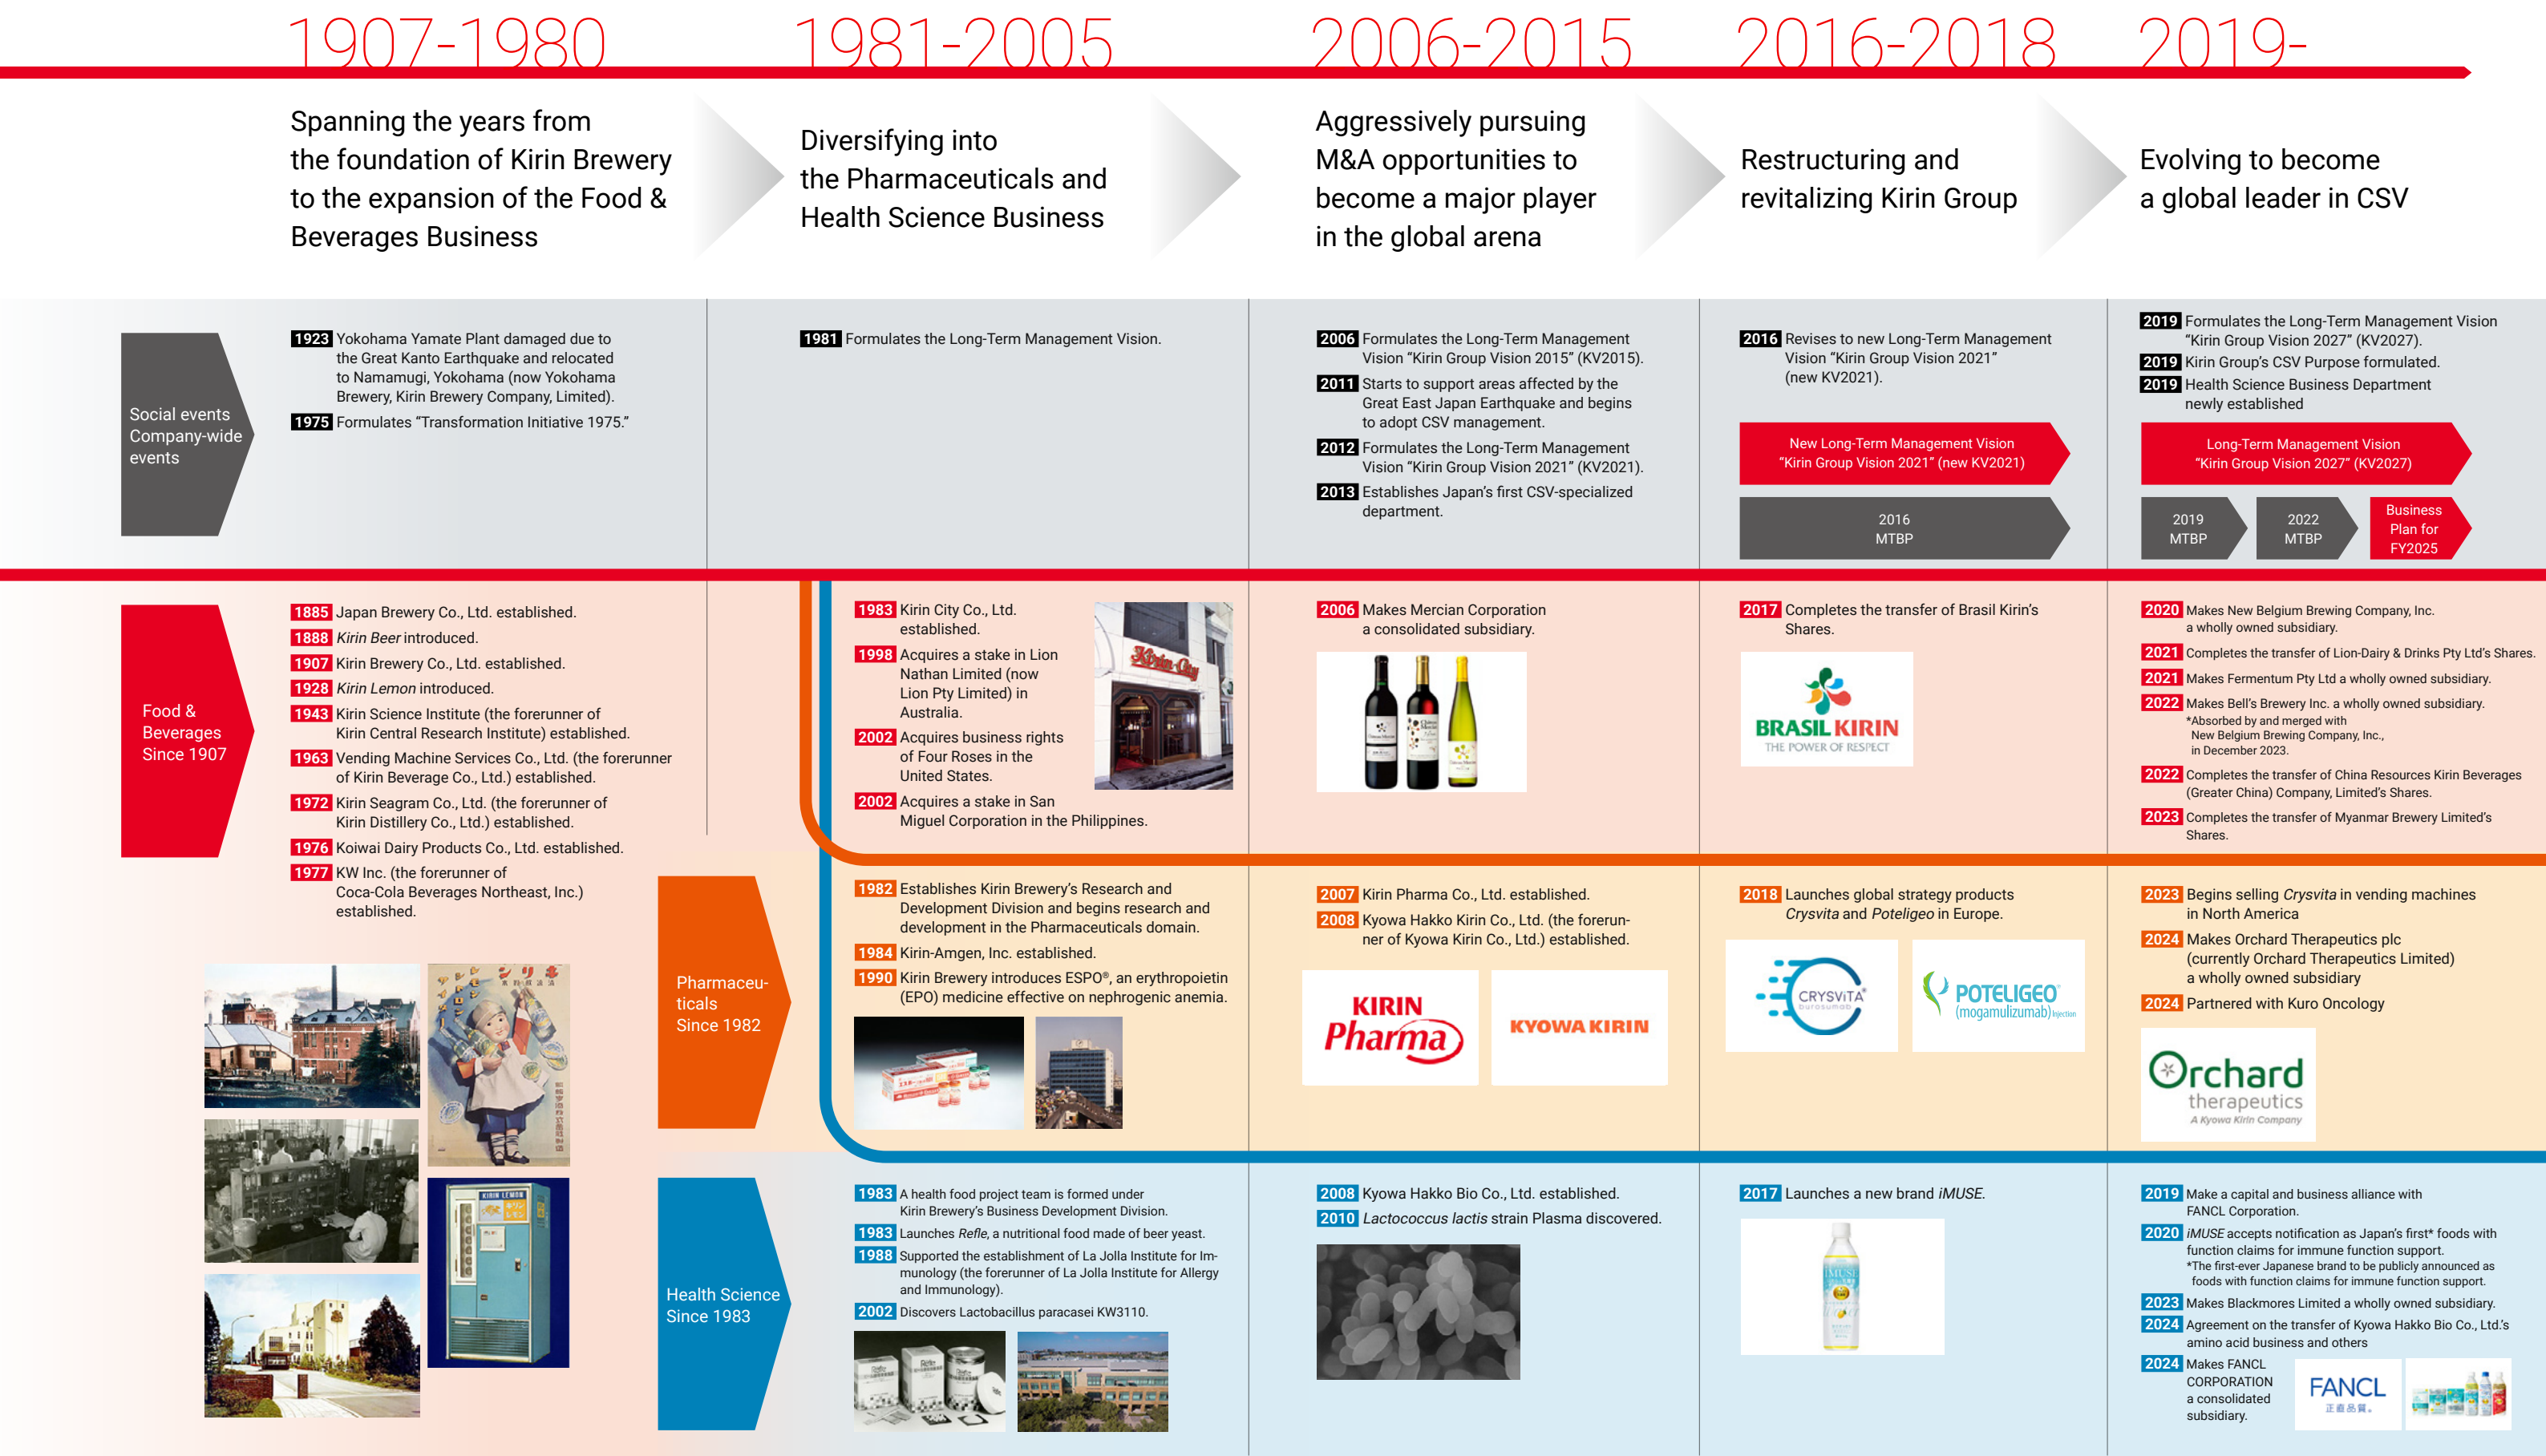 1907-1980
1981-2005
2006-2015
2016-2018
2019-
Spanning the years from
the foundation of Kirin Brewery
to the expansion of the Food &
Beverages Business
Diversifying into
the Pharmaceuticals and
Health Science Business
Aggressively pursuing
M&A opportunities to
become a major player
in the global arena
Restructuring and
revitalizing Kirin Group
Evolving to become
a global leader in CSV
Social events
Company-wide
events
1923 Yokohama Yamate Plant damaged due to
the Great Kanto Earthquake and relocated
to Namamugi, Yokohama (now Yokohama
Brewery, Kirin Brewery Company, Limited).
1975 Formulates “Transformation Initiative 1975.”
1981 Formulates the Long-Term Management Vision.
2006 Formulates the Long-Term Management
Vision “Kirin Group Vision 2015” (KV2015).
2011 Starts to support areas affected by the
Great East Japan Earthquake and begins
to adopt CSV management.
2012 Formulates the Long-Term Management
Vision “Kirin Group Vision 2021” (KV2021).
2013 Establishes Japan’s first CSV-specialized
department.
2016 Revises to new Long-Term Management
Vision “Kirin Group Vision 2021”
(new KV2021).
New Long-Term Management Vision
“Kirin Group Vision 2021” (new KV2021)
2016
MTBP
2019 Formulates the Long-Term Management Vision
“Kirin Group Vision 2027” (KV2027).
2019 Kirin Group’s CSV Purpose formulated.
2019 Health Science Business Department
newly established
Long-Term Management Vision
“Kirin Group Vision 2027” (KV2027)
2019
MTBP
2022
MTBP
Business
Plan for
FY2025
Food &
Beverages
Since 1907
1885 Japan Brewery Co., Ltd. established.
1888 Kirin Beer introduced.
1907 Kirin Brewery Co., Ltd. established.
1928 Kirin Lemon introduced.
1943 Kirin Science Institute (the forerunner of
Kirin Central Research Institute) established.
1963 Vending Machine Services Co., Ltd. (the forerunner
of Kirin Beverage Co., Ltd.) established.
1972 Kirin Seagram Co., Ltd. (the forerunner of
Kirin Distillery Co., Ltd.) established.
1976 Koiwai Dairy Products Co., Ltd. established.
1977 KW Inc. (the forerunner of
Coca-Cola Beverages Northeast, Inc.)
established.
KIRIN LEMON
1983 Kirin City Co., Ltd.
established.
1998 Acquires a stake in Lion
Nathan Limited (now
Lion Pty Limited) in
Australia.
2002 Acquires business rights
of Four Roses in the
United States.
2002 Acquires a stake in San
Miguel Corporation in the Philippines.
Kirin City
2006 Makes Mercian Corporation
a consolidated subsidiary.
2017 Completes the transfer of Brasil Kirin’s
Shares.
BRASIL KIRIN
THE POWER OF RESPECT
2020 Makes New Belgium Brewing Company, Inc.
a wholly owned subsidiary.
2021 Completes the transfer of Lion-Dairy & Drinks Pty Ltd’s Shares.
2021 Makes Fermentum Pty Ltd a wholly owned subsidiary.
2022 Makes Bell’s Brewery Inc. a wholly owned subsidiary.
*Absorbed by and merged with
New Belgium Brewing Company, Inc.,
in December 2023.
2022 Completes the transfer of China Resources Kirin Beverages
(Greater China) Company, Limited’s Shares.
2023 Completes the transfer of Myanmar Brewery Limited’s
Shares.
Pharmaceu-
ticals
Since 1982
1982 Establishes Kirin Brewery’s Research and
Development Division and begins research and
development in the Pharmaceuticals domain.
1984 Kirin-Amgen, Inc. established.
1990 Kirin Brewery introduces ESPO®, an erythropoietin
(EPO) medicine effective on nephrogenic anemia.
2007 Kirin Pharma Co., Ltd. established.
2008 Kyowa Hakko Kirin Co., Ltd. (the forerun-
ner of Kyowa Kirin Co., Ltd.) established.
KIRIN
Pharma
KYOWA KIRIN
2018 Launches global strategy products
Crysvita and Poteligeo in Europe.
CRYSVITA®
burosumab
POTELIGEO®
(mogamulizumab) Injection
2023 Begins selling Crysvita in vending machines
in North America
2024 Makes Orchard Therapeutics plc
(currently Orchard Therapeutics Limited)
a wholly owned subsidiary
2024 Partnered with Kuro Oncology
Orchard
therapeutics
A Kyowa Kirin Company
Health Science
Since 1983
1983 A health food project team is formed under
Kirin Brewery’s Business Development Division.
1983 Launches Refle, a nutritional food made of beer yeast.
1988 Supported the establishment of La Jolla Institute for Im-
munology (the forerunner of La Jolla Institute for Allergy
and Immunology).
2002 Discovers Lactobacillus paracasei KW3110.
2008 Kyowa Hakko Bio Co., Ltd. established.
2010 Lactococcus lactis strain Plasma discovered.
2017 Launches a new brand iMUSE.
iMUSE
2019 Make a capital and business alliance with
FANCL Corporation.
2020 iMUSE accepts notification as Japan’s first* foods with
function claims for immune function support.
*The first-ever Japanese brand to be publicly announced as
foods with function claims for immune function support.
2023 Makes Blackmores Limited a wholly owned subsidiary.
2024 Agreement on the transfer of Kyowa Hakko Bio Co., Ltd.’s
amino acid business and others
2024 Makes FANCL
CORPORATION
a consolidated
subsidiary.
FANCL
正直品質。